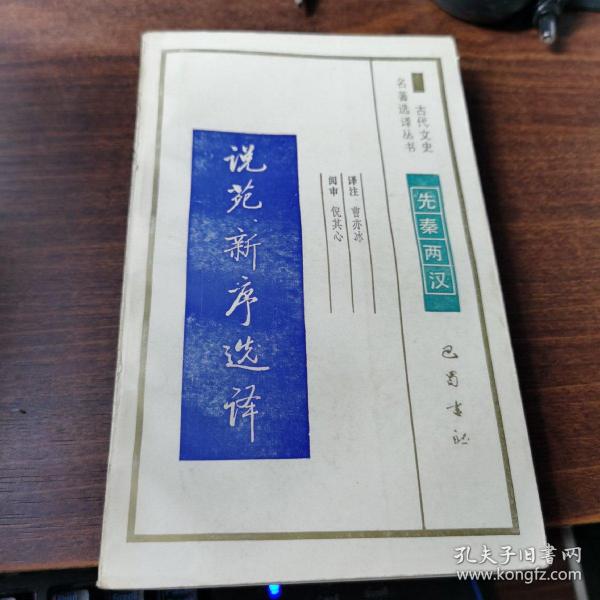 古代文史
名著选译丛书
先秦两汉
巴蜀书社
译注 曹亦冰
阅审 倪其心
说苑、新序选译
孔夫子旧书网
www.kongfz.com